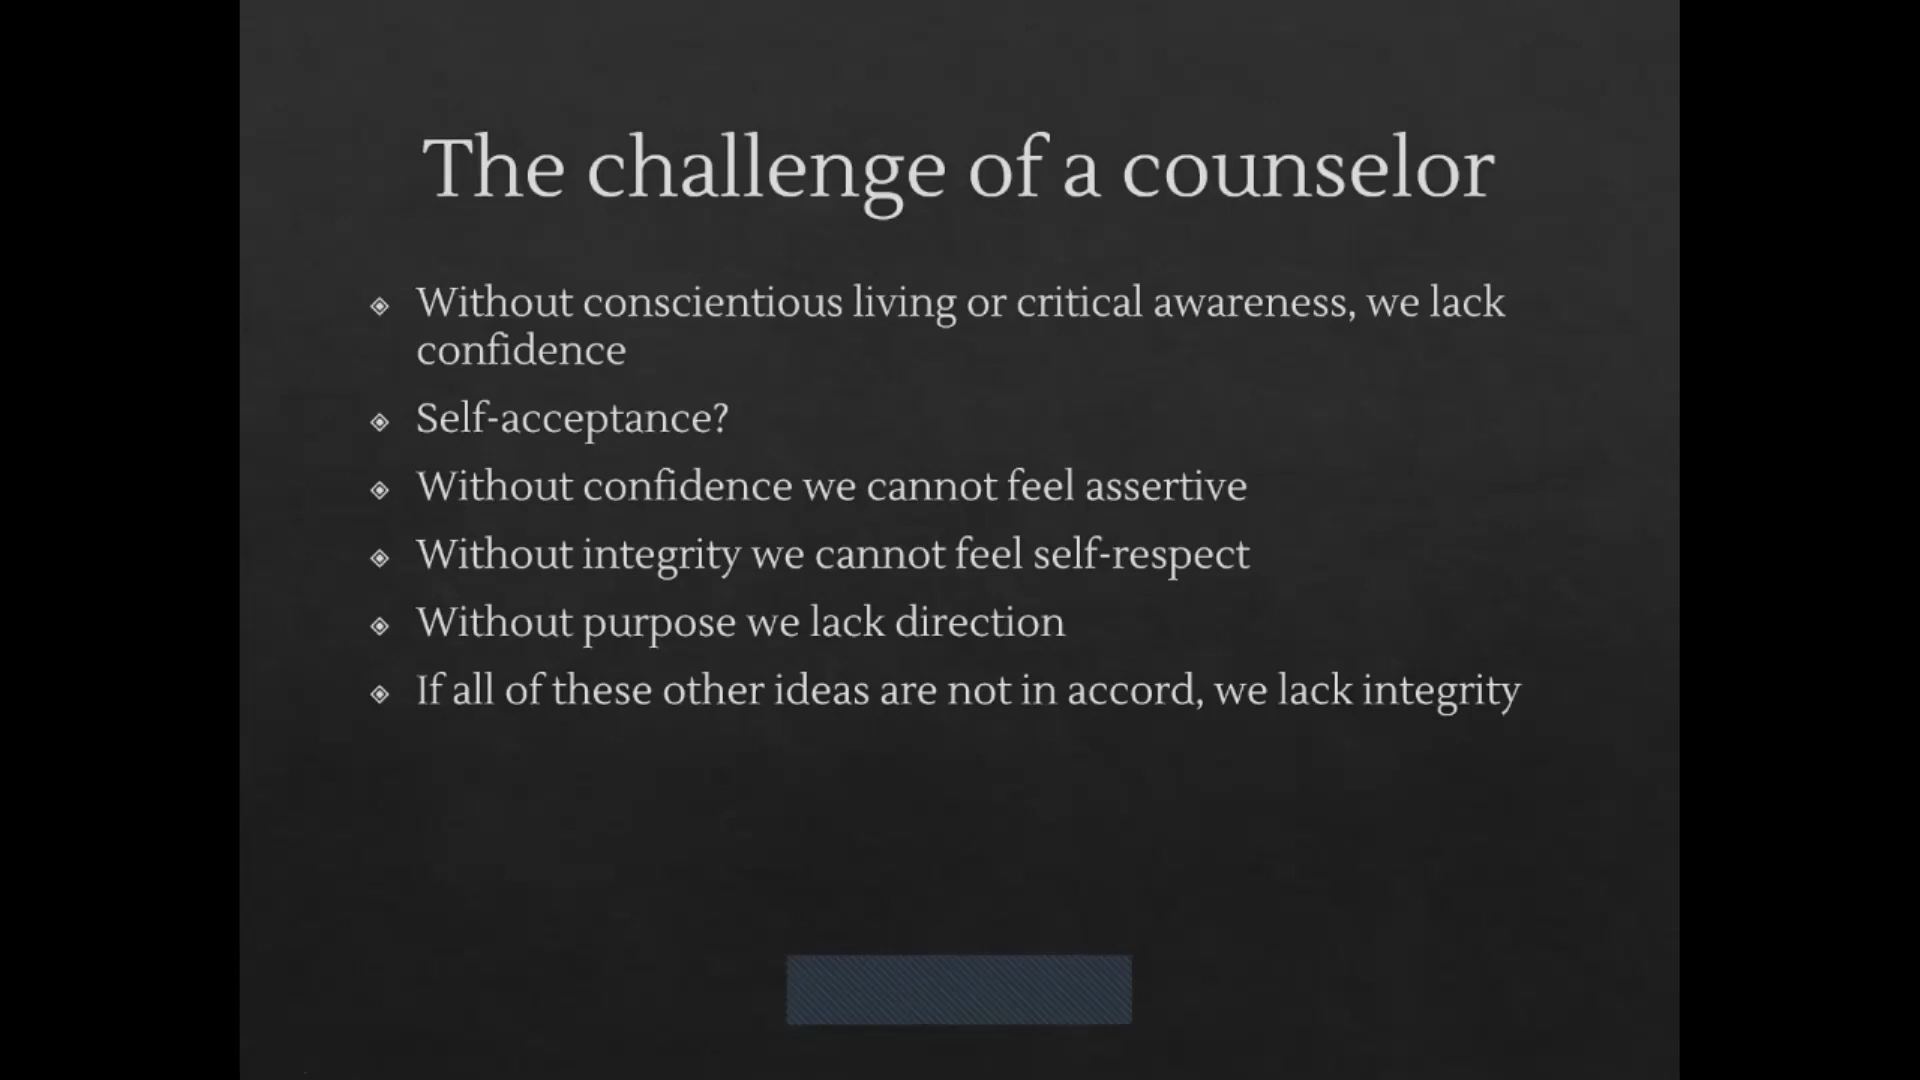 The challenge of a counselor
Without conscientious living or critical awareness, we lack
confidence
Self-acceptance?
Without confidence we cannot feel assertive
Without integrity we cannot feel self-respect
Without purpose we lack direction
If all of these other ideas are not in accord, we lack integrity